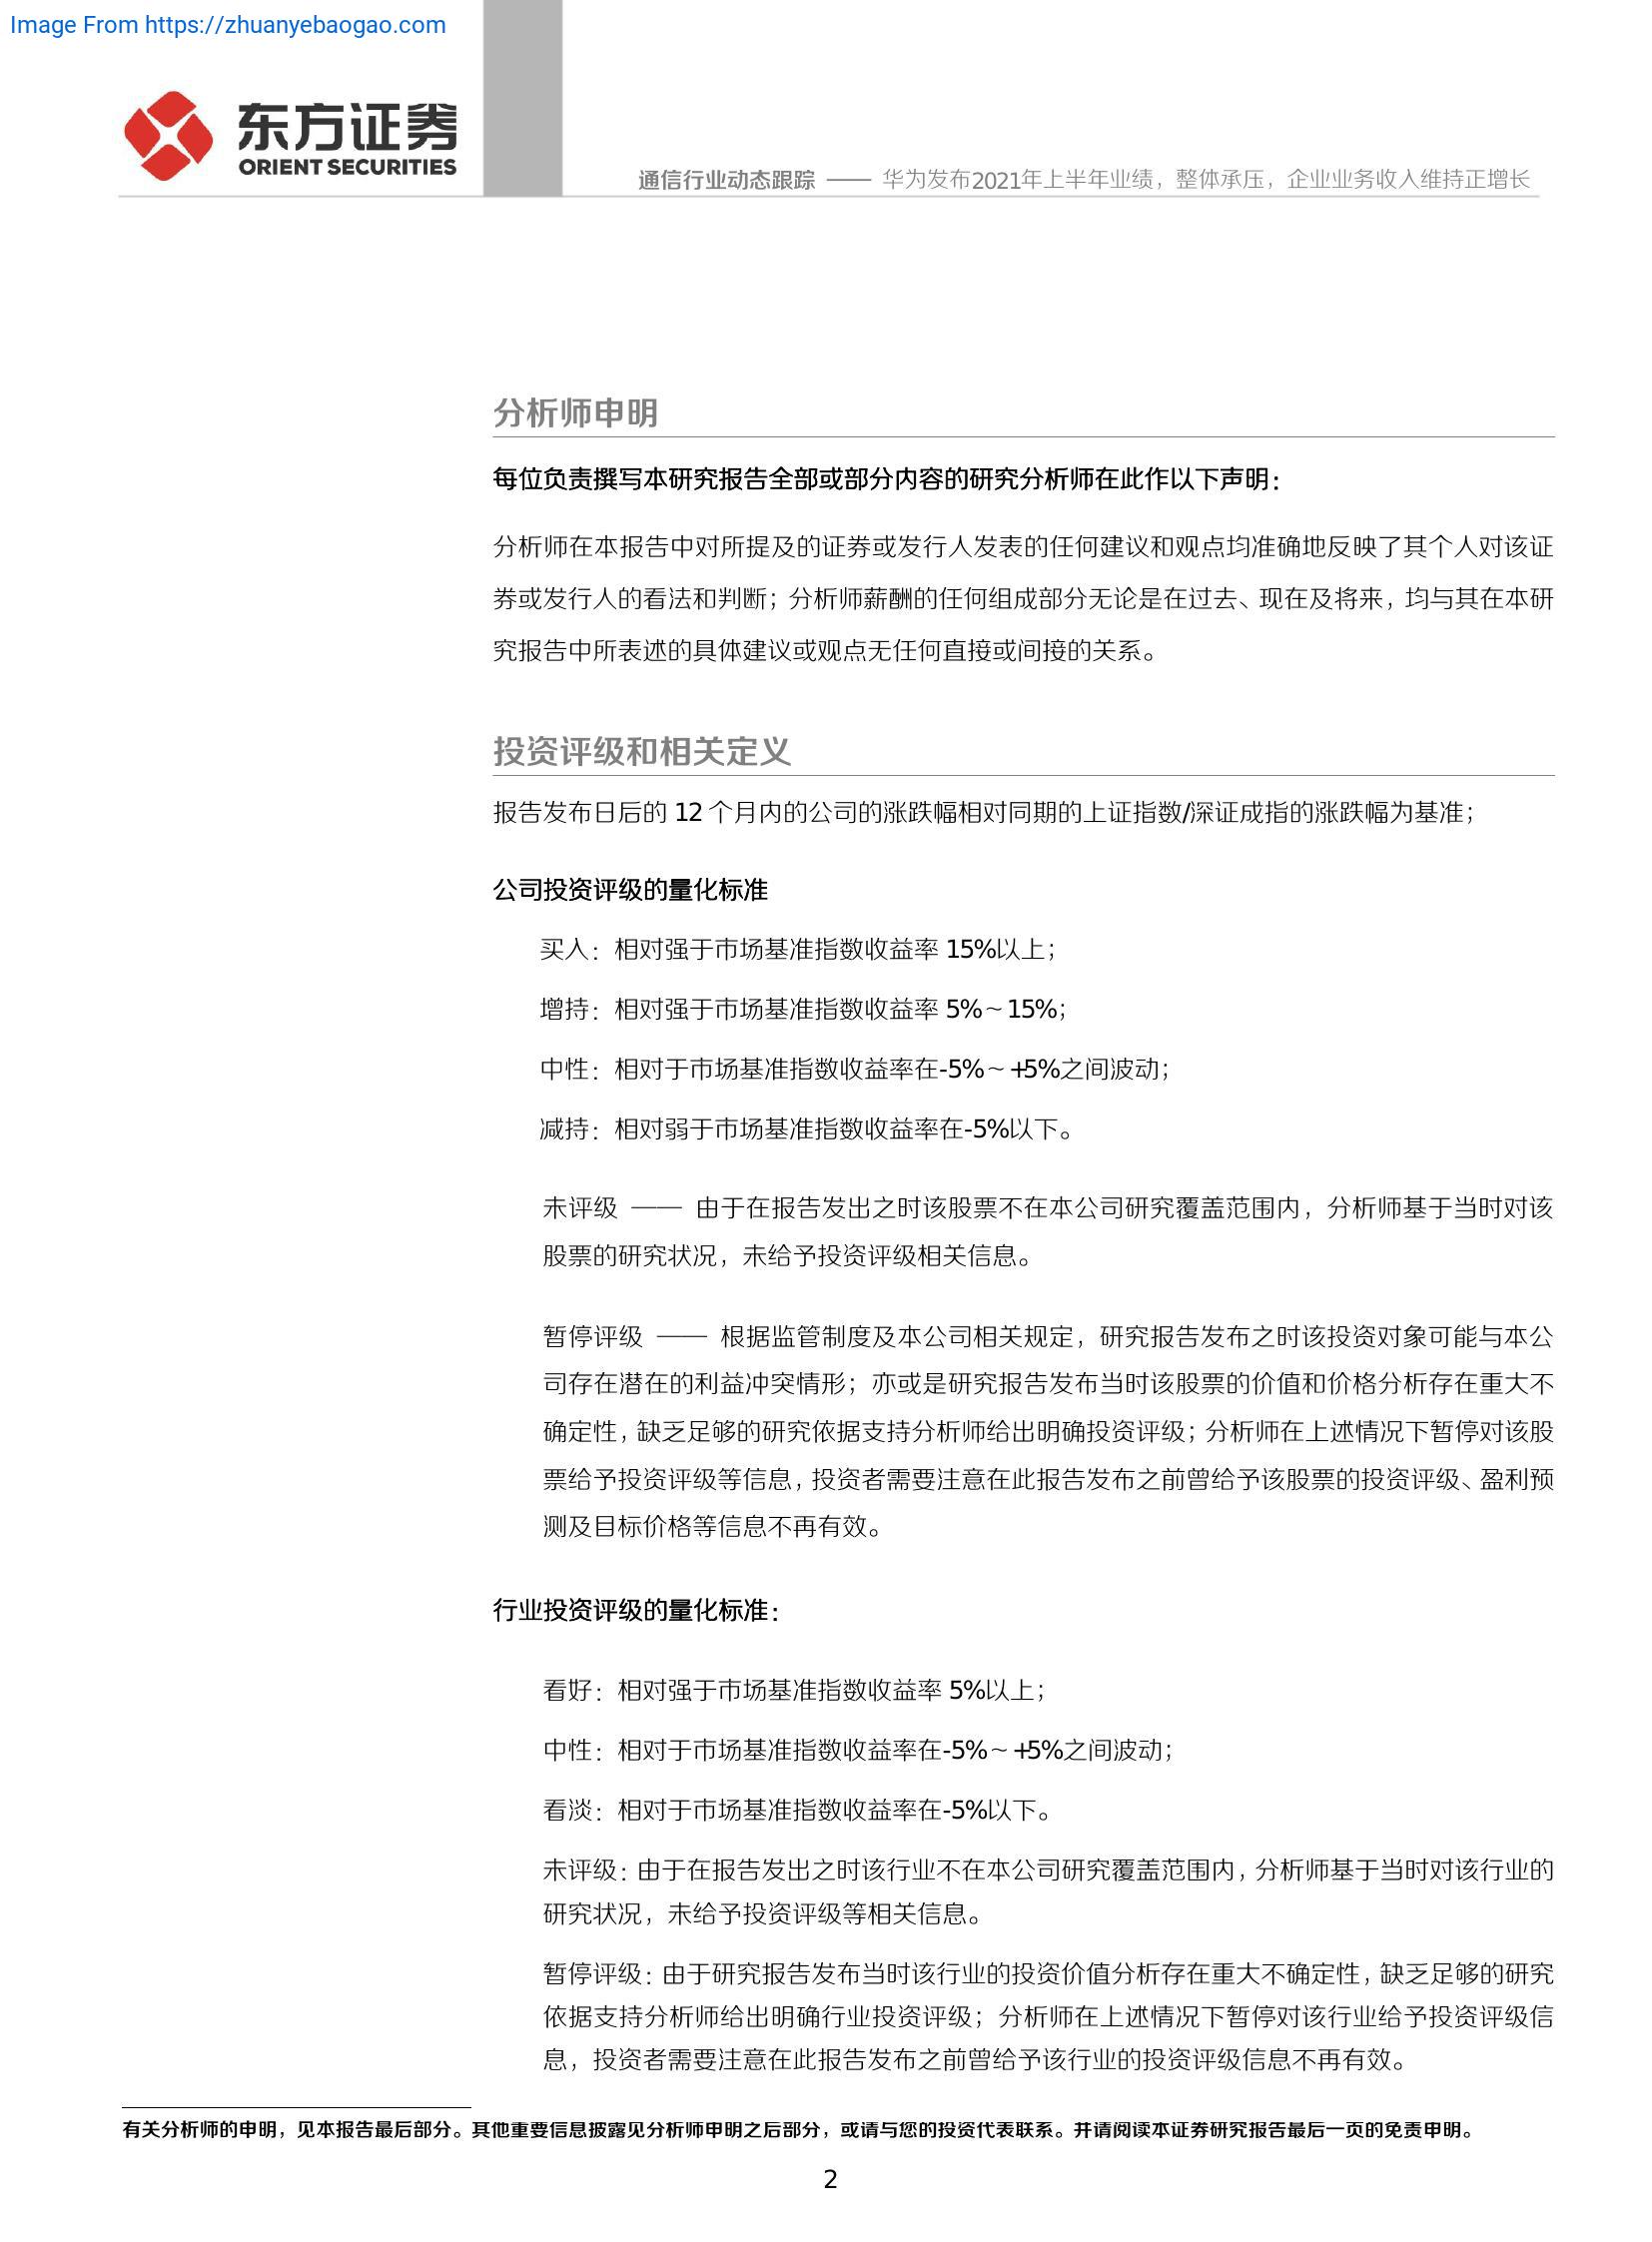 Image From https://zhuanyebaogao.com
东方证券
ORIENT SECURITIES
通信行业动态跟踪 —— 华为发布2021年上半年业绩，整体承压，企业业务收入维持正增长
分析师申明
每位负责撰写本研究报告全部或部分内容的研究分析师在此作以下声明：
分析师在本报告中对所提及的证券或发行人发表的任何建议和观点均准确地反映了其个人对该证
券或发行人的看法和判断；分析师薪酬的任何组成部分无论是在过去、现在及将来，均与其在本研
究报告中所表述的具体建议或观点无任何直接或间接的关系。
投资评级和相关定义
报告发布日后的 12 个月内的公司的涨跌幅相对同期的上证指数/深证成指的涨跌幅为基准；
公司投资评级的量化标准
买入：相对强于市场基准指数收益率 15%以上；
增持：相对强于市场基准指数收益率 5%～15%；
中性：相对于市场基准指数收益率在-5%～+5%之间波动；
减持：相对弱于市场基准指数收益率在-5%以下。
未评级 —— 由于在报告发出之时该股票不在本公司研究覆盖范围内，分析师基于当时对该
股票的研究状况，未给予投资评级相关信息。
暂停评级 —— 根据监管制度及本公司相关规定，研究报告发布之时该投资对象可能与本公
司存在潜在的利益冲突情形；亦或是研究报告发布当时该股票的价值和价格分析存在重大不
确定性，缺乏足够的研究依据支持分析师给出明确投资评级；分析师在上述情况下暂停对该股
票给予投资评级等信息，投资者需要注意在此报告发布之前曾给予该股票的投资评级、盈利预
测及目标价格等信息不再有效。
行业投资评级的量化标准：
看好：相对强于市场基准指数收益率 5%以上；
中性：相对于市场基准指数收益率在-5%～+5%之间波动；
看淡：相对于市场基准指数收益率在-5%以下。
未评级：由于在报告发出之时该行业不在本公司研究覆盖范围内，分析师基于当时对该行业的
研究状况，未给予投资评级等相关信息。
暂停评级：由于研究报告发布当时该行业的投资价值分析存在重大不确定性，缺乏足够的研究
依据支持分析师给出明确行业投资评级；分析师在上述情况下暂停对该行业给予投资评级信
息，投资者需要注意在此报告发布之前曾给予该行业的投资评级信息不再有效。
有关分析师的申明，见本报告最后部分。其他重要信息披露见分析师申明之后部分，或请与您的投资代表联系。并请阅读本证券研究报告最后一页的免责申明。
2